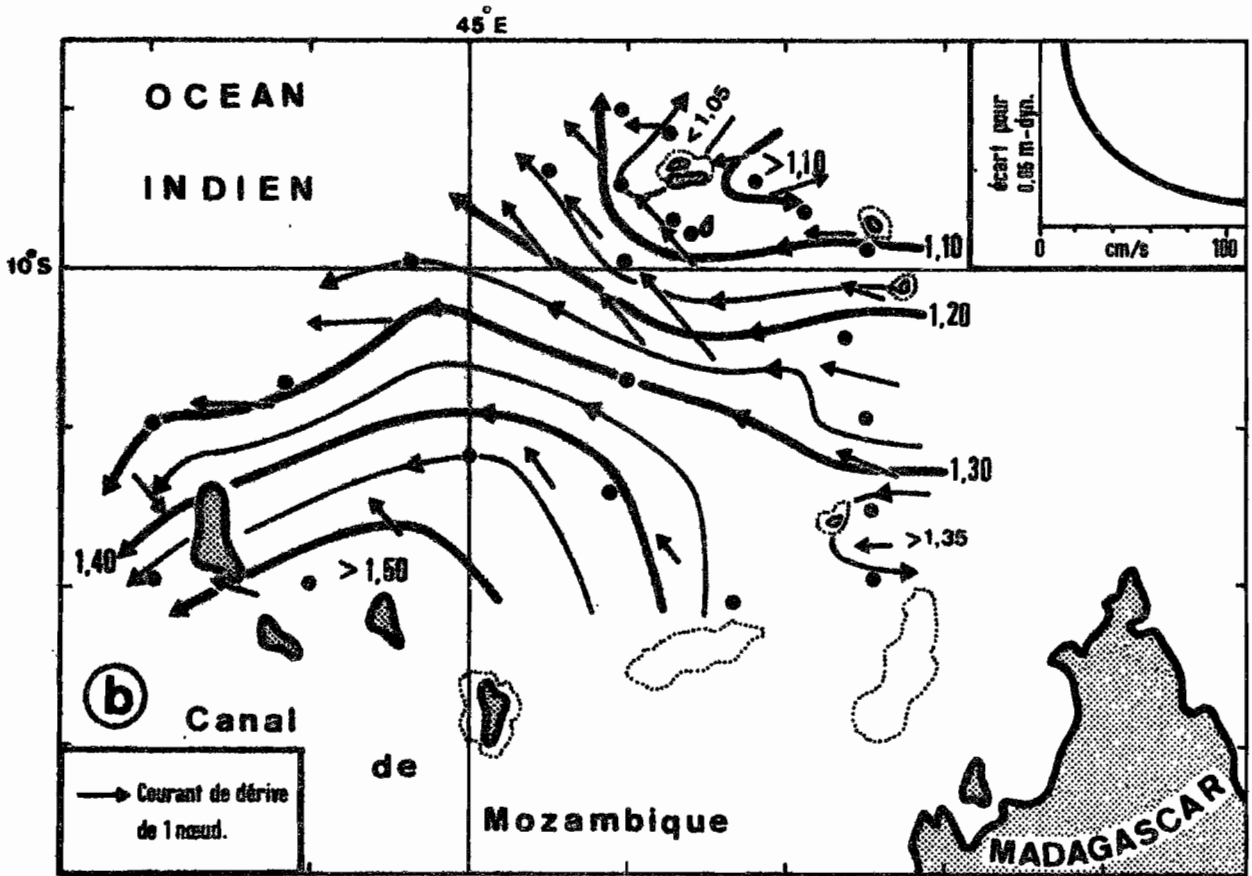 45°E
OCEAN
INDIEN
< 1,05
> 1,10
écart pour
0,05 m-dyn.
0 cm/s 100
10°S
1,10
1,20
1,30
> 1,35
1,40
> 1,50
b
Canal
de
Mozambique
Courant de dérive
de 1 nœud.
MADAGASCAR